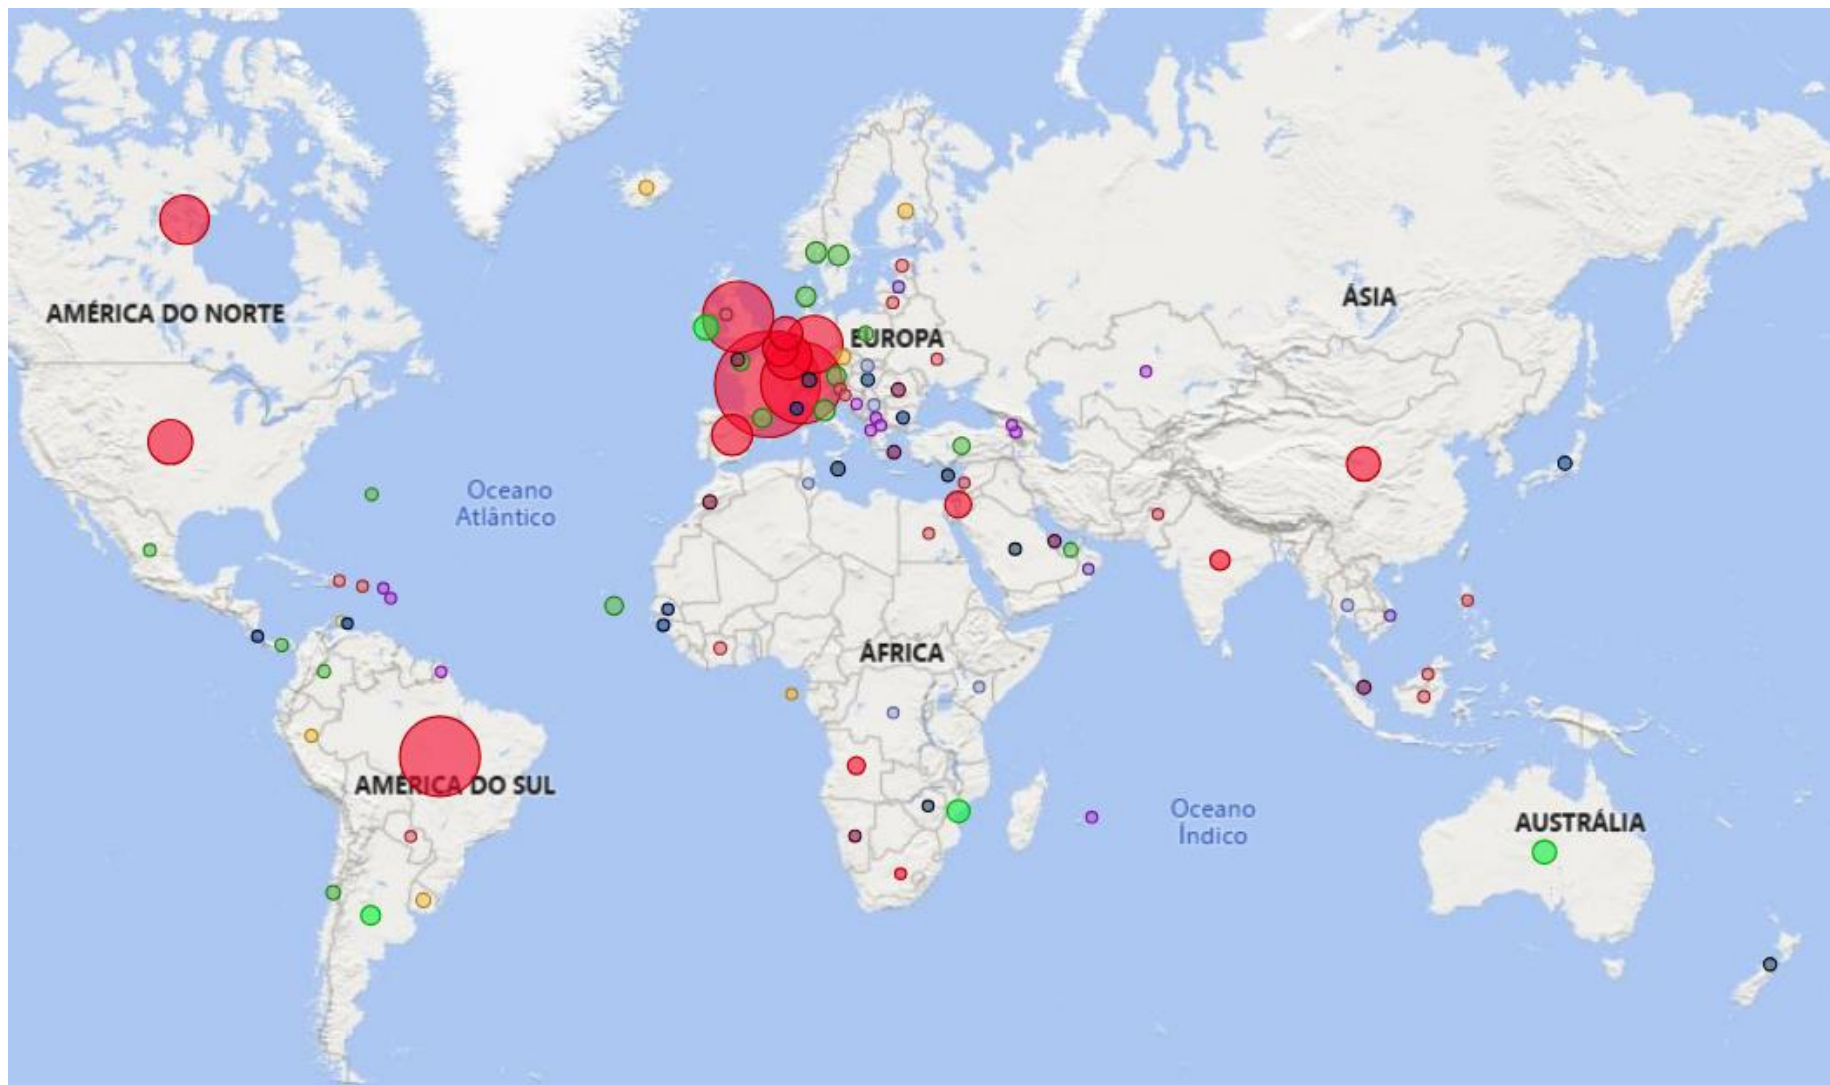 AMÉRICA DO NORTE
EUROPA
ÁSIA
Oceano
Atlântico
ÁFRICA
AMÉRICA DO SUL
Oceano
Índico
AUSTRÁLIA